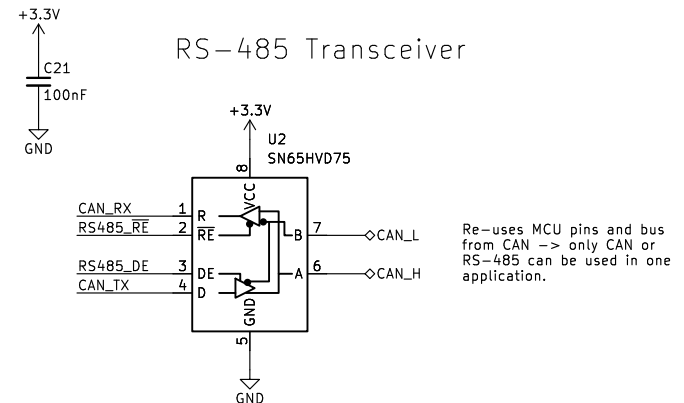 +3.3V
RS-485 Transceiver
C21
100nF
GND
+3.3V
U2
SN65HVD75
8
VCC
CAN_RX 1 R
RS485_RE 2 RE
B 7 CAN_L
RS485_DE 3 DE
A 6 CAN_H
CAN_TX 4 D
GND
5
GND
Re-uses MCU pins and bus
from CAN -> only CAN or
RS-485 can be used in one
application.